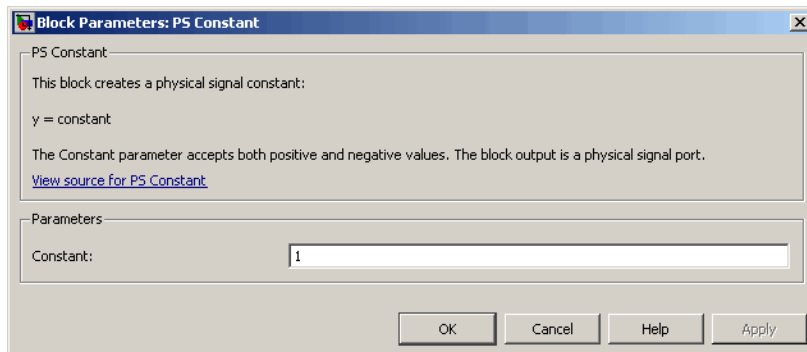 Block Parameters: PS Constant
PS Constant
This block creates a physical signal constant:
y = constant
The Constant parameter accepts both positive and negative values. The block output is a physical signal port.
View source for PS Constant
Parameters
Constant:
1
OK
Cancel
Help
Apply